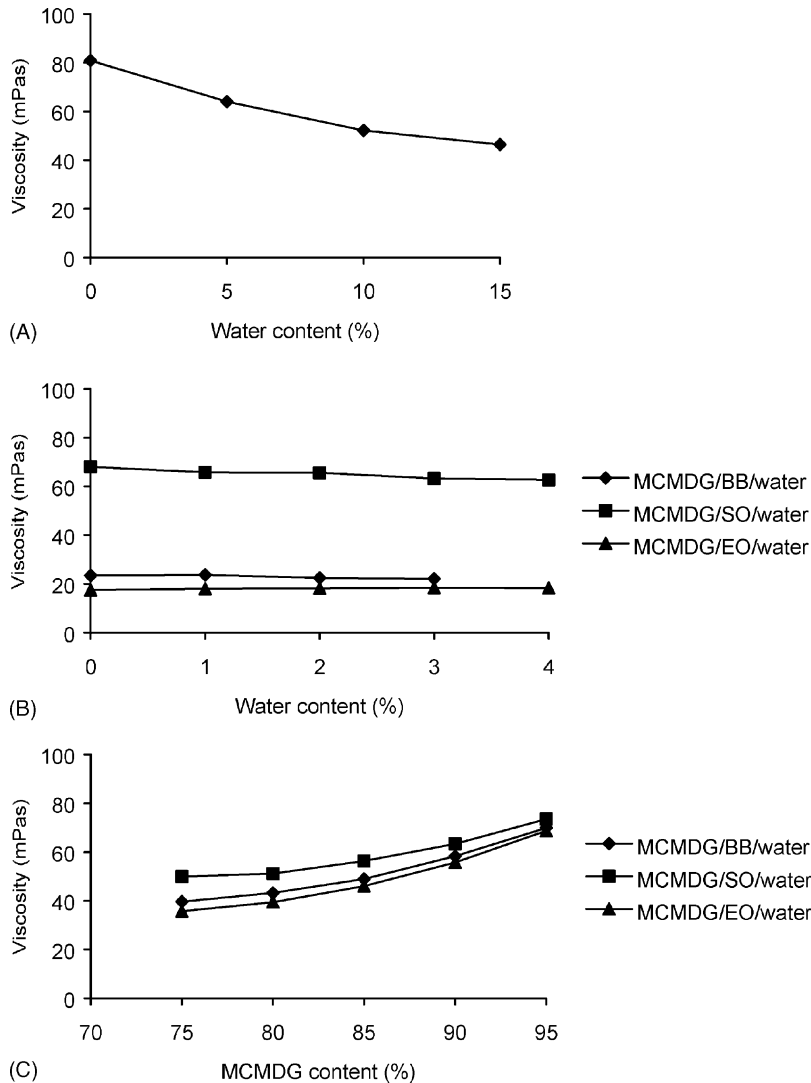 100
80
60
40
20
0
Viscosity (mPas)
0 5 10 15
Water content (%)
(A)
100
80
60
40
20
0
Viscosity (mPas)
0 1 2 3 4
Water content (%)
MCMDG/BB/water
MCMDG/SO/water
MCMDG/EO/water
(B)
100
80
60
40
20
0
Viscosity (mPas)
70 75 80 85 90 95
MCMDG content (%)
MCMDG/BB/water
MCMDG/SO/water
MCMDG/EO/water
(C)